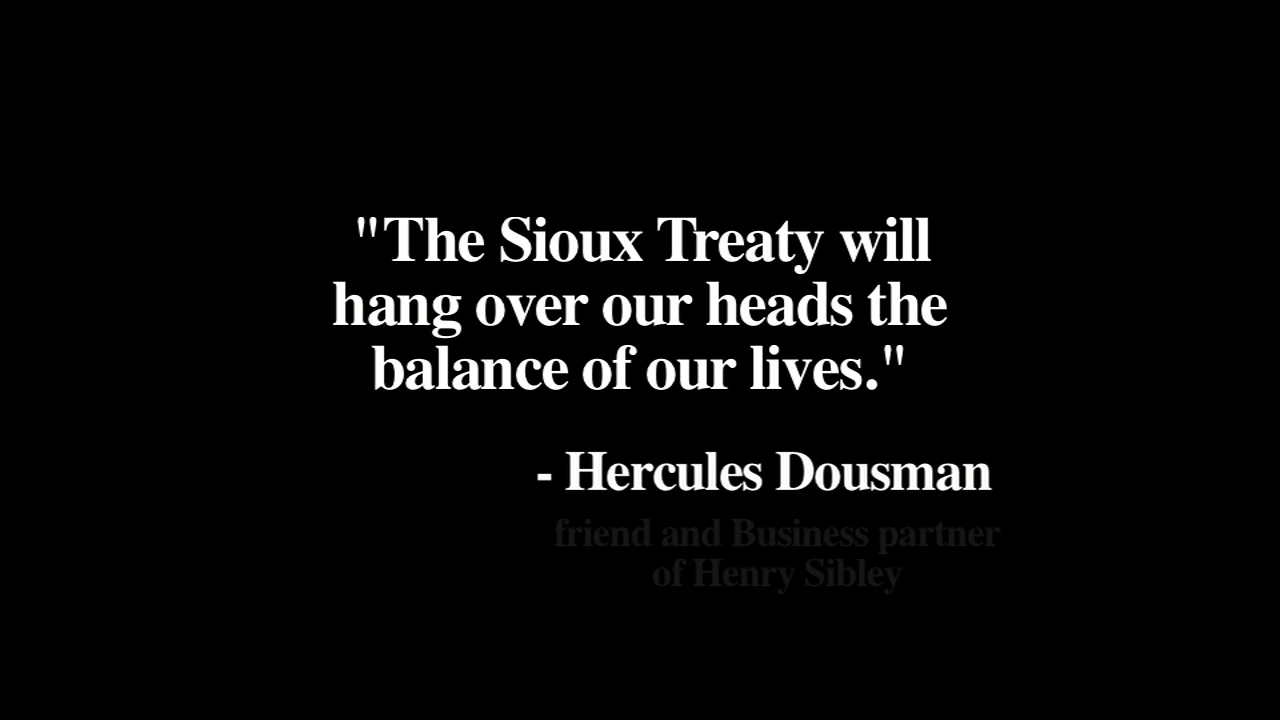 "The Sioux Treaty will
hang over our heads the
balance of our lives."
- Hercules Dousman
friend and Business partner
of Henry Sibley